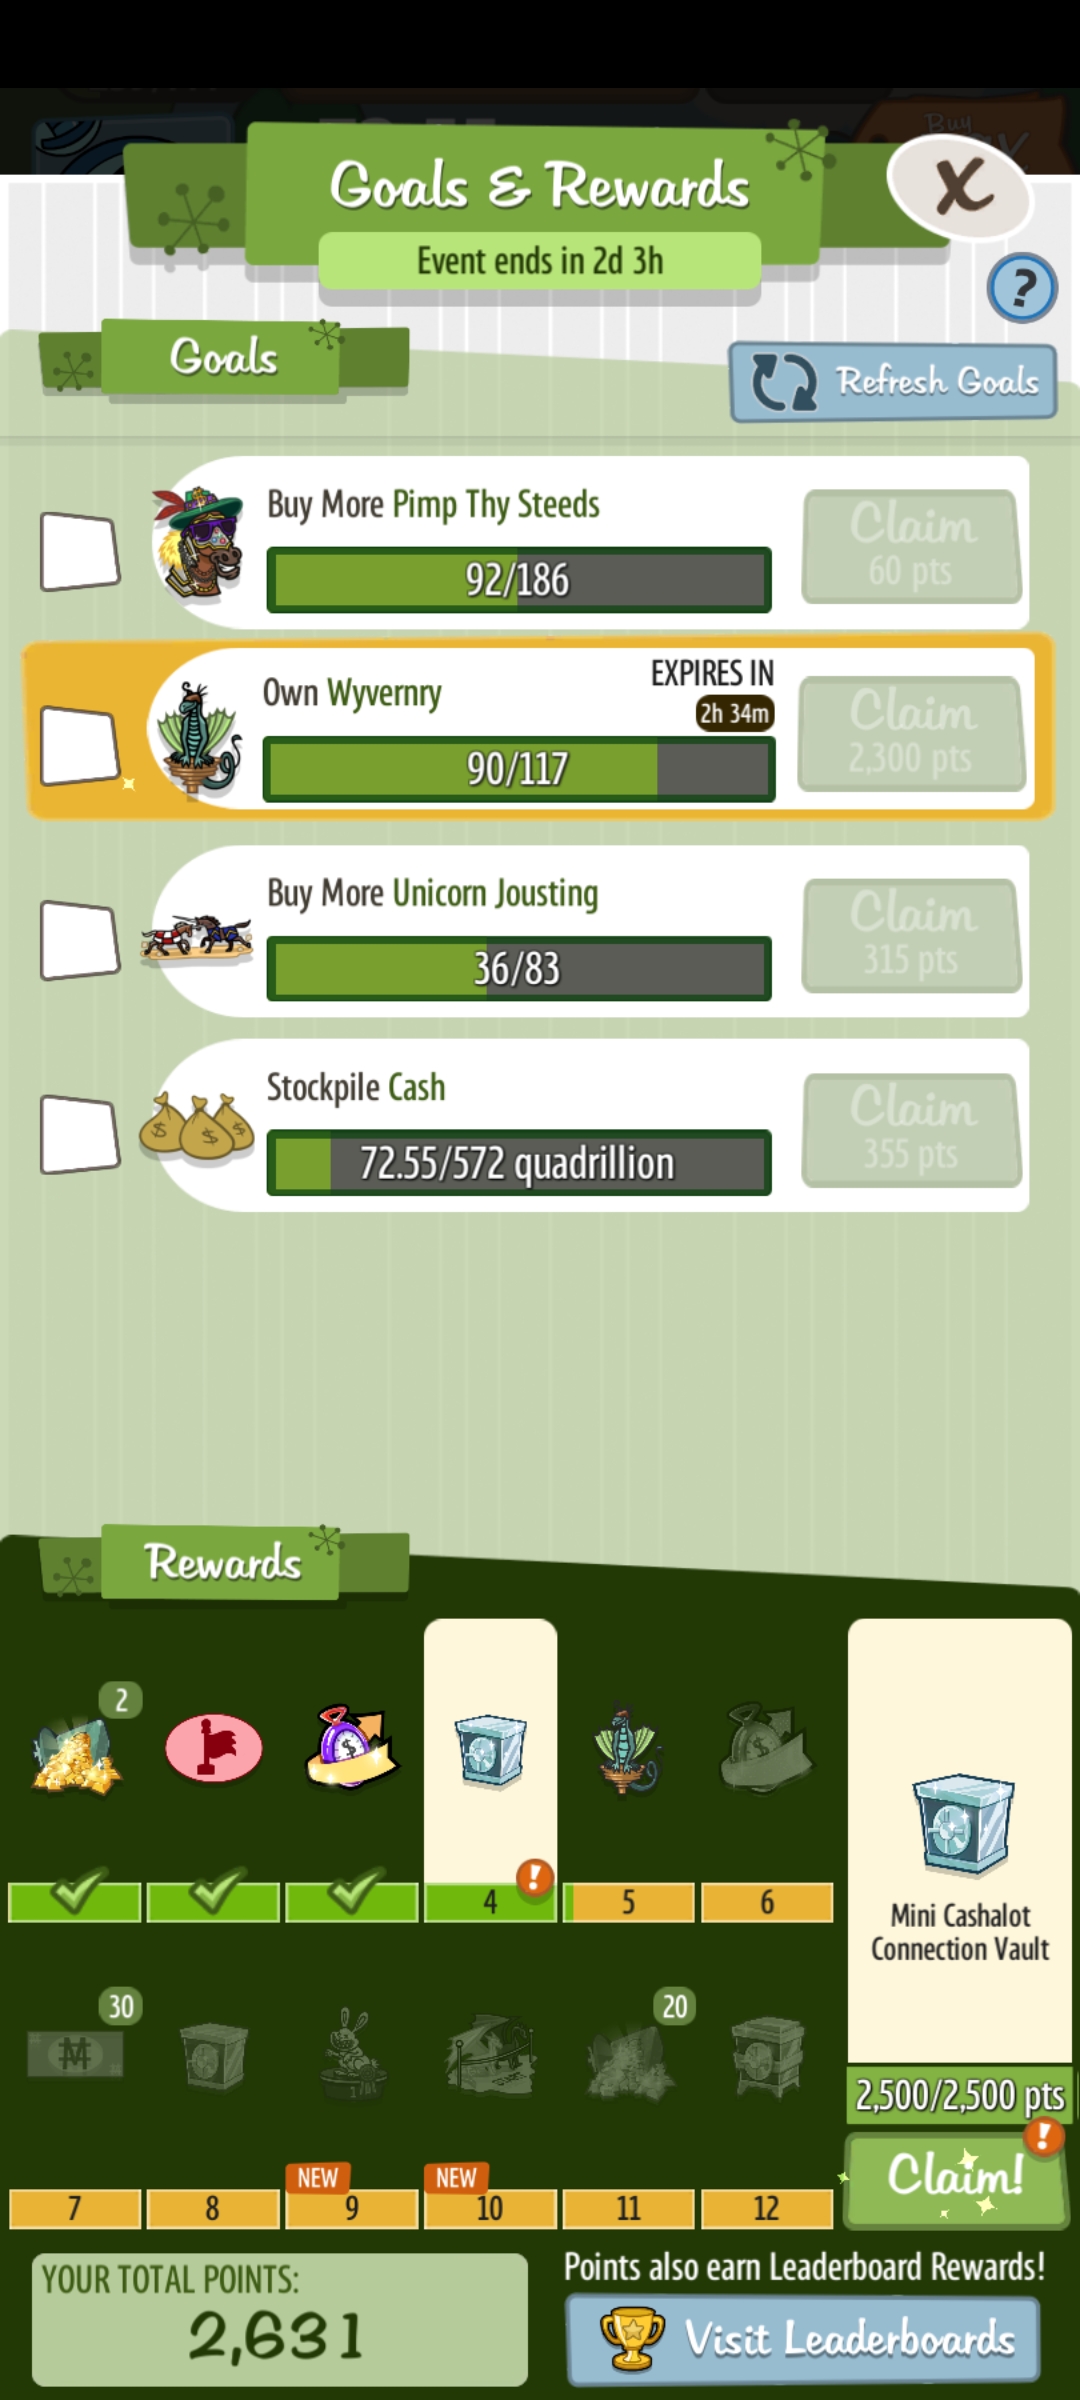 Buy
Goals & Rewards
X
Event ends in 2d 3h
?
Goals
Refresh Goals
Buy More Pimp Thy Steeds
92/186
Claim
60 pts
Own Wyvernry
EXPIRES IN
2h 34m
90/117
Claim
2,300 pts
Buy More Unicorn Jousting
36/83
Claim
315 pts
Stockpile Cash
72.55/572 quadrillion
Claim
355 pts
Rewards
2
4
!
5
6
Mini Cashalot
Connection Vault
30
20
2,500/2,500 pts
!
Claim!
NEW
NEW
7
8
9
10
11
12
YOUR TOTAL POINTS:
2,631
Points also earn Leaderboard Rewards!
Visit Leaderboards